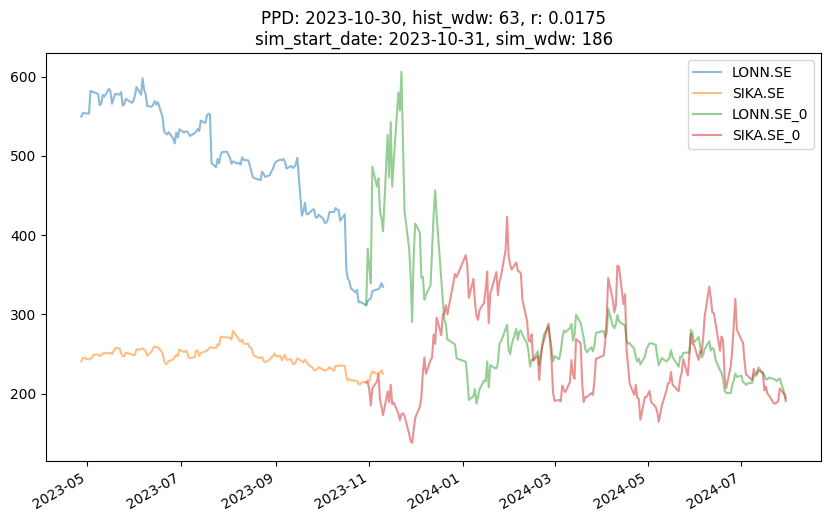 PPD: 2023-10-30, hist_wdw: 63, r: 0.0175
sim_start_date: 2023-10-31, sim_wdw: 186
LONN.SE
SIKA.SE
LONN.SE_0
SIKA.SE_0
600
500
400
300
200
2023-05
2023-07
2023-09
2023-11
2024-01
2024-03
2024-05
2024-07